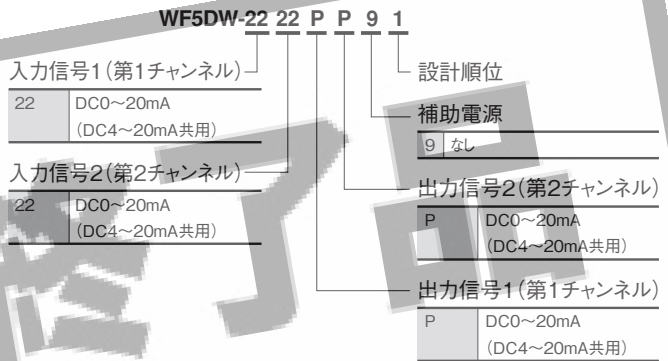 WF5DW-22 22 P P 9 1
入力信号1(第1チャンネル)
22 DC0～20mA
(DC4～20mA共用)
入力信号2(第2チャンネル)
22 DC0～20mA
(DC4～20mA共用)
設計順位
補助電源
9 なし
出力信号2(第2チャンネル)
P DC0～20mA
(DC4～20mA共用)
出力信号1(第1チャンネル)
P DC0～20mA
(DC4～20mA共用)
終了品